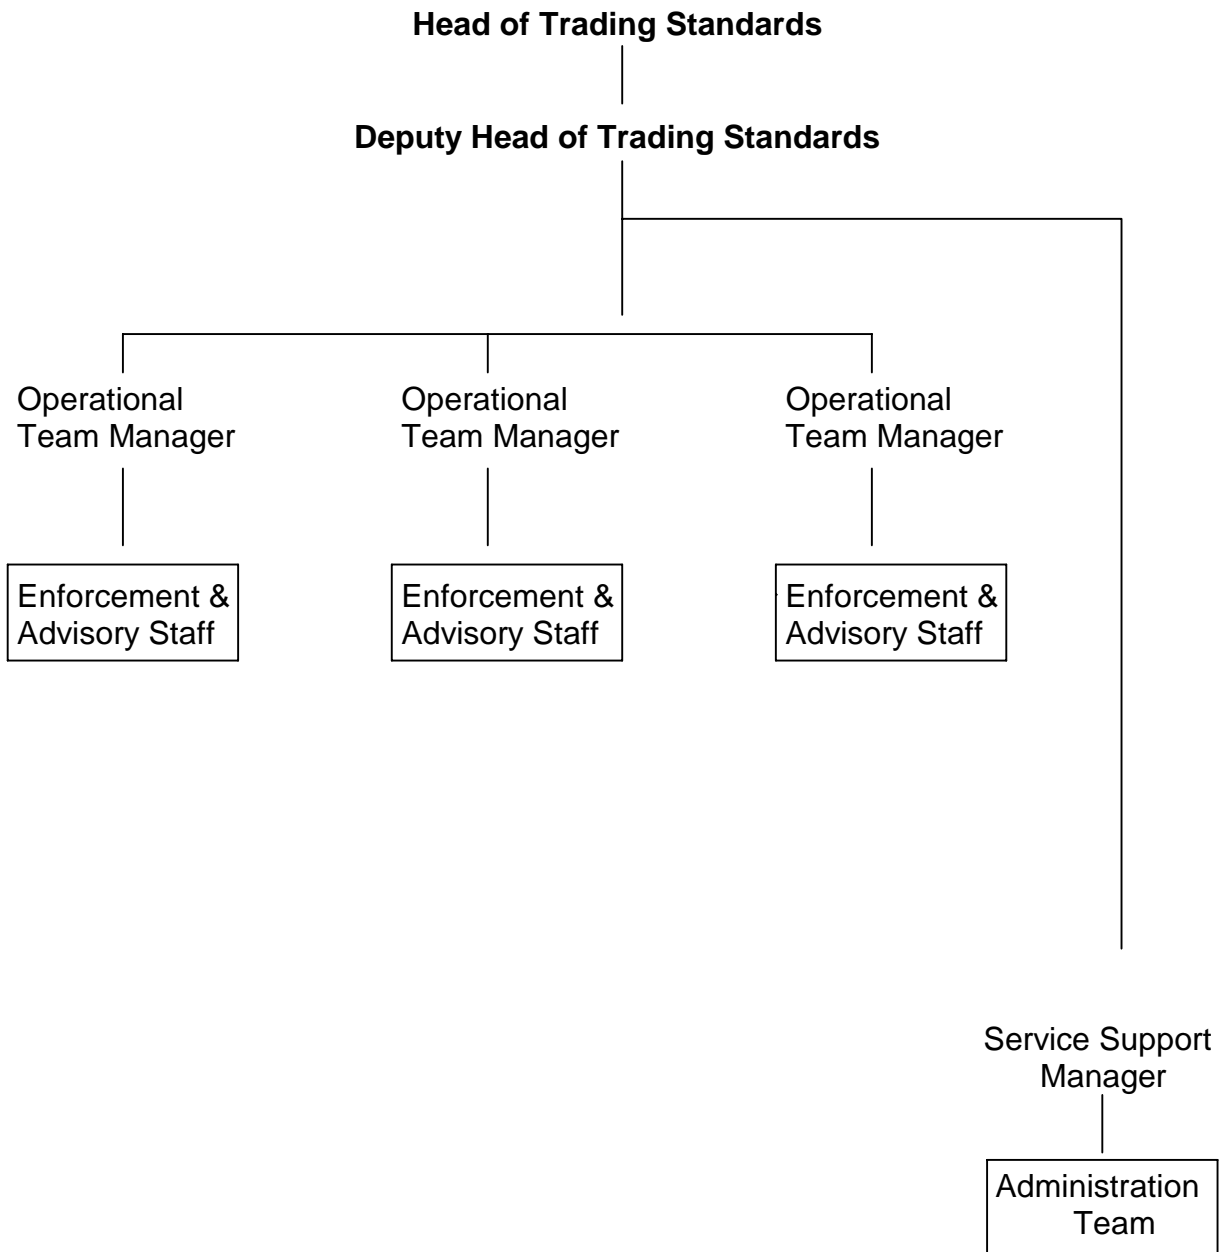 Head of Trading Standards
Deputy Head of Trading Standards
Operational
Team Manager
Operational
Team Manager
Operational
Team Manager
Enforcement &
Advisory Staff
Enforcement &
Advisory Staff
Enforcement &
Advisory Staff
Service Support
Manager
Administration
Team